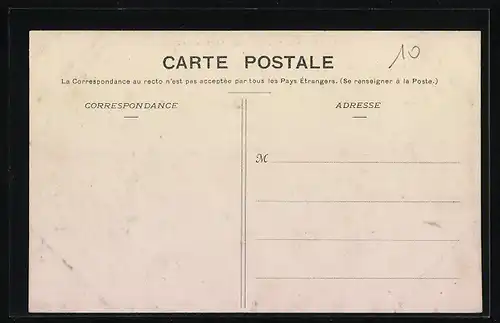 CARTE POSTALE
10
La Correspondance au recto n'est pas acceptée par tous les Pays Étrangers. (Se renseigner à la Poste.)
CORRESPONDANCE
ADRESSE
M